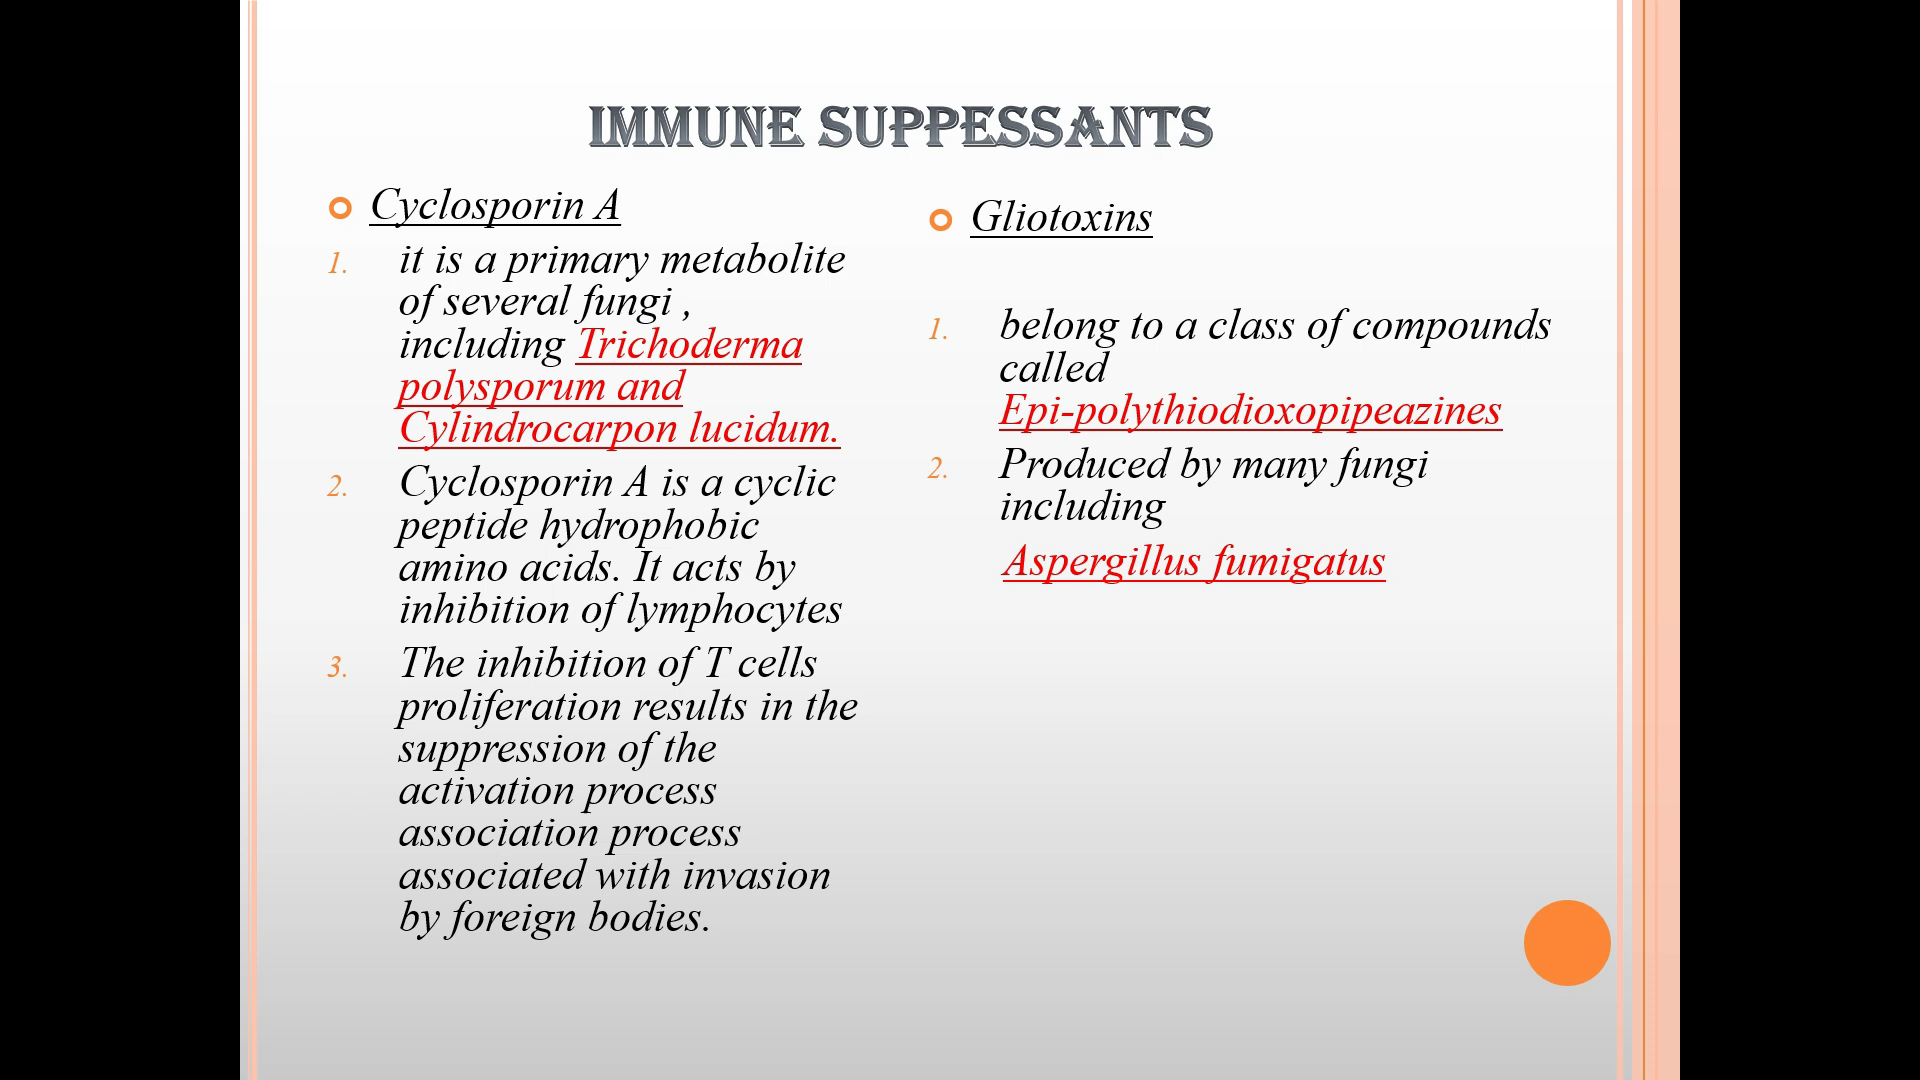 IMMUNE SUPPESSANTS
Cyclosporin A
1. it is a primary metabolite
of several fungi ,
including Trichoderma
polysporum and
Cylindrocarpon lucidum.
2. Cyclosporin A is a cyclic
peptide hydrophobic
amino acids. It acts by
inhibition of lymphocytes
3. The inhibition of T cells
proliferation results in the
suppression of the
activation process
association process
associated with invasion
by foreign bodies.
Gliotoxins
1. belong to a class of compounds
called
Epi-polythiodioxopipeazines
2. Produced by many fungi
including
Aspergillus fumigatus